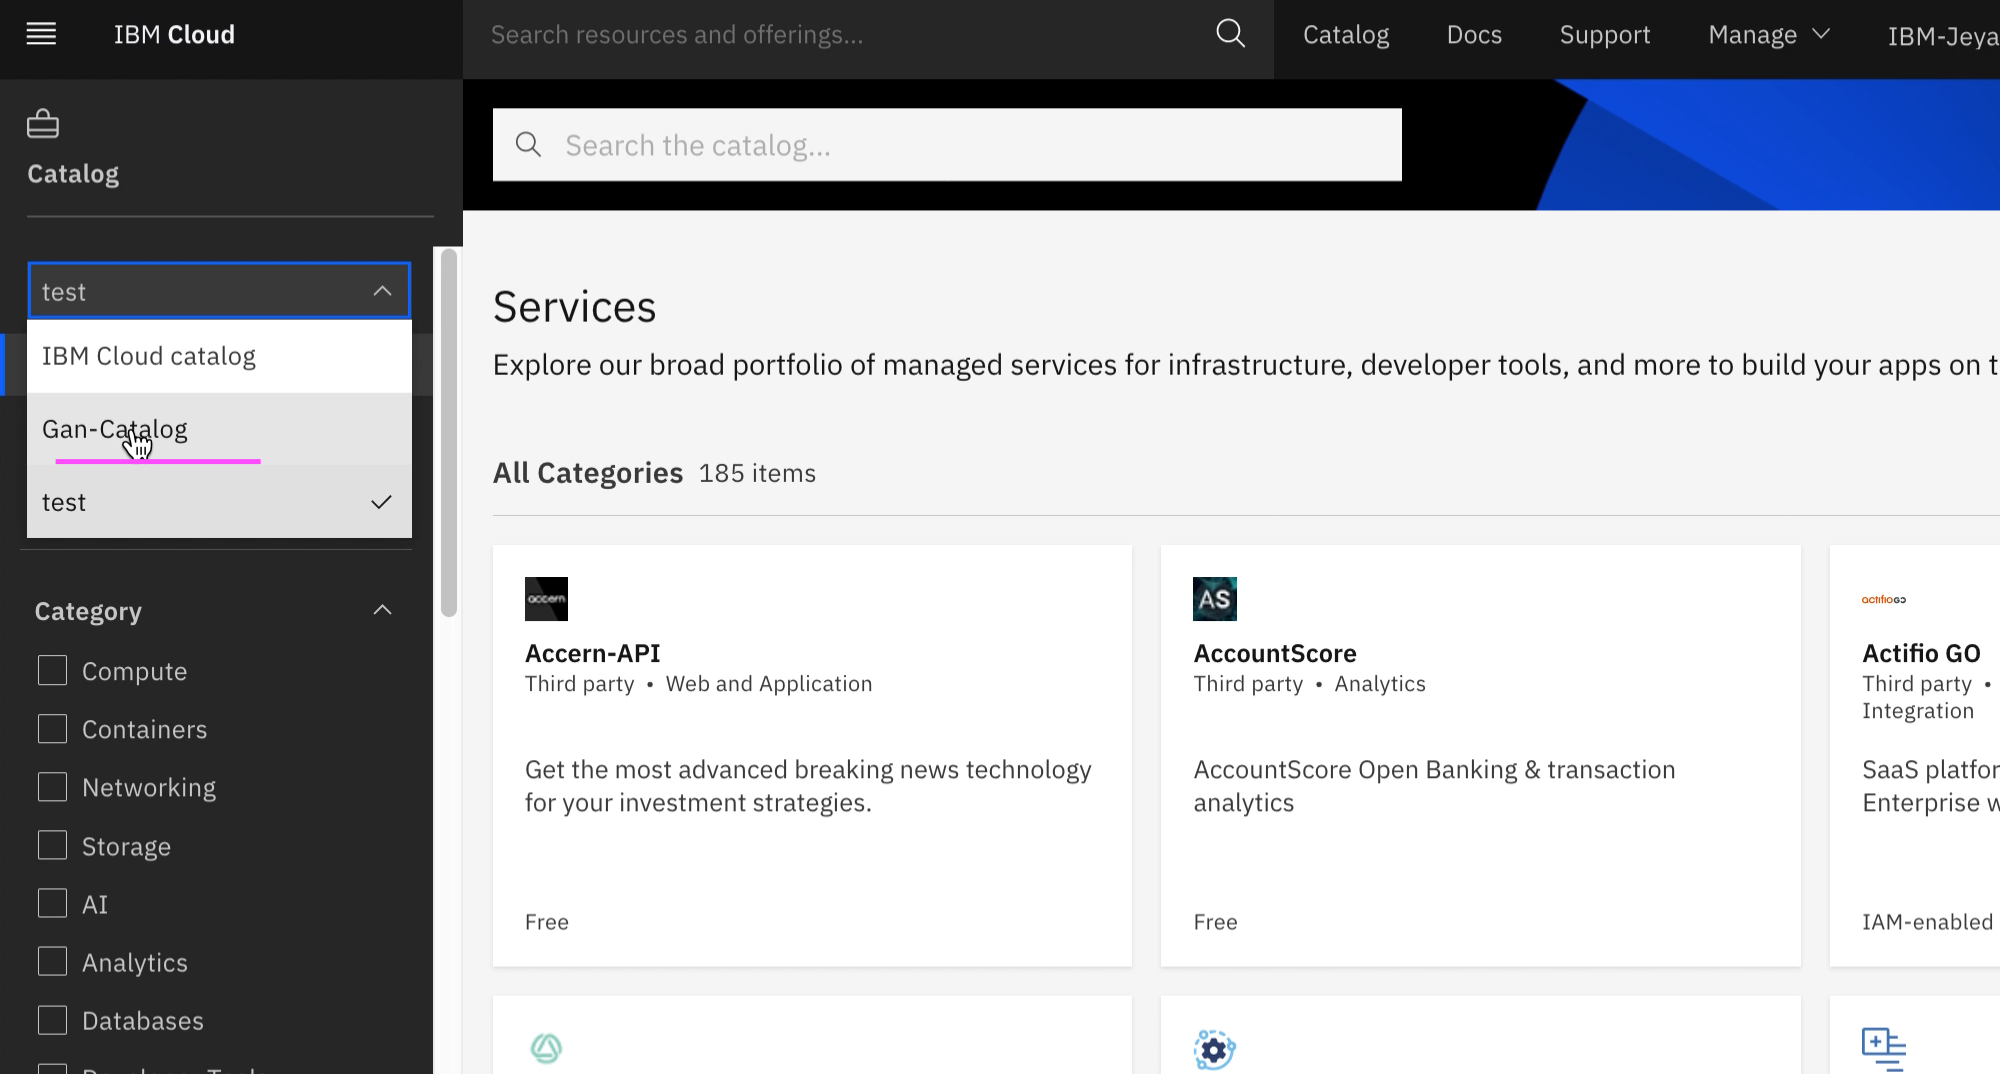 IBM Cloud
Search resources and offerings...
Catalog
Docs
Support
Manage
IBM-Jeya
Catalog
Search the catalog...
test
IBM Cloud catalog
Gan-Catalog
test
Category
Compute
Containers
Networking
Storage
AI
Analytics
Databases
Services
Explore our broad portfolio of managed services for infrastructure, developer tools, and more to build your apps on t
All Categories 185 items
accern
Accern-API
Third party • Web and Application
Get the most advanced breaking news technology
for your investment strategies.
Free
AS
AccountScore
Third party • Analytics
AccountScore Open Banking & transaction
analytics
Free
actifio GO
Actifio GO
Third party •
Integration
SaaS platfor
Enterprise w
IAM-enabled